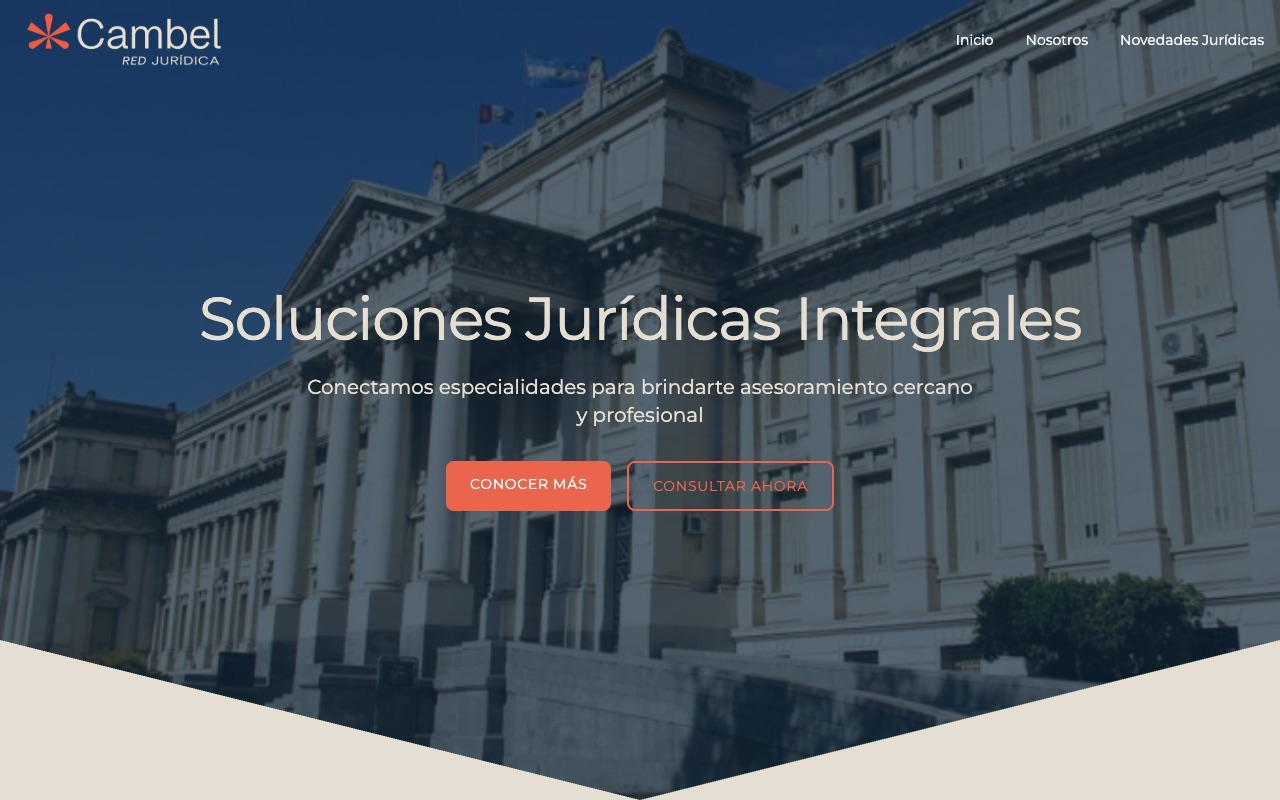 Cambel
RED JURÍDICA
Inicio
Nosotros
Novedades Jurídicas
Soluciones Jurídicas Integrales
Conectamos especialidades para brindarte asesoramiento cercano
y profesional
CONOCER MÁS
CONSULTAR AHORA